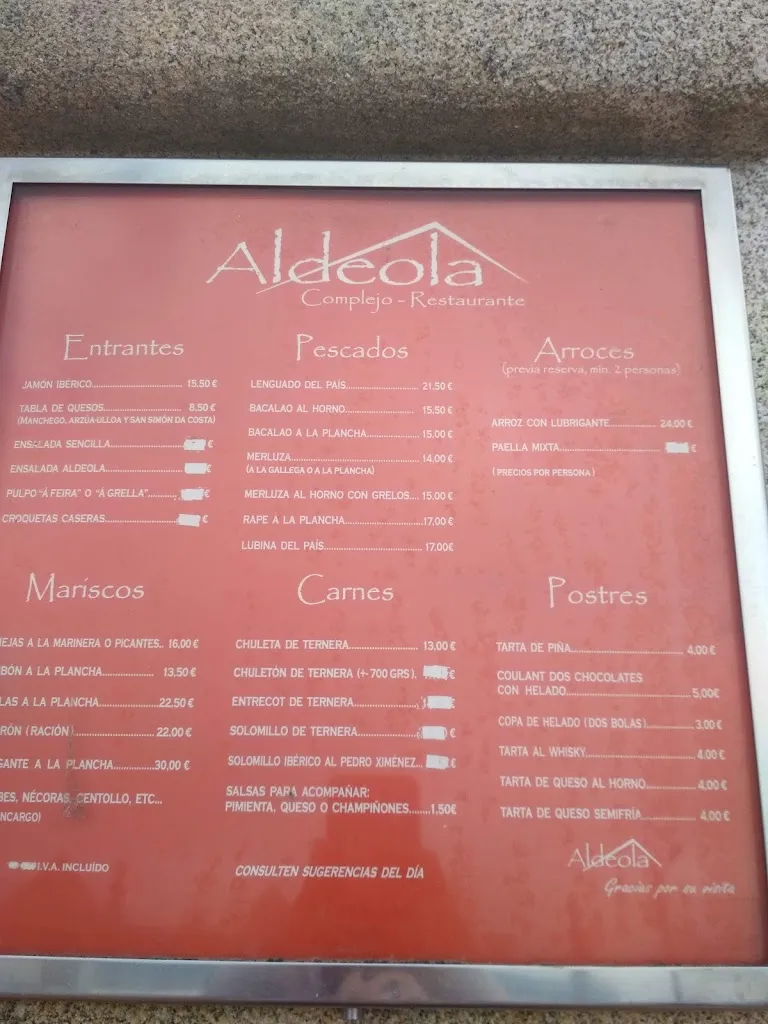 Aldeola
Complejo - Restaurante
Entrantes
JAMÓN IBÉRICO 15,50 €
TABLA DE QUESOS 8,50 €
(MANCHEGO, ARZÚA-ULLOA Y SAN SIMÓN DA COSTA)
ENSALADA SENCILLA €
ENSALADA ALDEOLA €
PULPO "Á FEIRA" O "Á GRELLA" €
CROQUETAS CASERAS €
Pescados
LENGUADO DEL PAÍS 21,50 €
BACALAO AL HORNO 15,50 €
BACALAO A LA PLANCHA 15,00 €
MERLUZA 14,00 €
(A LA GALLEGA O A LA PLANCHA)
MERLUZA AL HORNO CON GRELOS 15,00 €
RAPE A LA PLANCHA 17,00 €
LUBINA DEL PAÍS 17,00€
Arroces
(previa reserva, min. 2 personas)
ARROZ CON LUBRIGANTE 24,00 €
PAELLA MIXTA €
(PRECIOS POR PERSONA)
Mariscos
EJAS A LA MARINERA O PICANTES.. 16,00 €
BÓN A LA PLANCHA 13,50 €
LAS A LA PLANCHA 22,50 €
RÓN (RACIÓN) 22,00 €
GANTE A LA PLANCHA 30,00 €
BES, NÉCORAS, CENTOLLO, ETC...
NCARGO)
I.V.A. INCLUÍDO
Carnes
CHULETA DE TERNERA 13,00 €
CHULETÓN DE TERNERA (+- 700 GRS). €
ENTRECOT DE TERNERA €
SOLOMILLO DE TERNERA €
SOLOMILLO IBÉRICO AL PEDRO XIMÉNEZ... €
SALSAS PARA ACOMPAÑAR:
PIMIENTA, QUESO O CHAMPIÑONES 1,50€
CONSULTEN SUGERENCIAS DEL DÍA
Postres
TARTA DE PIÑA 4,00 €
COULANT DOS CHOCOLATES
CON HELADO 5,00€
COPA DE HELADO (DOS BOLAS) 3,00 €
TARTA AL WHISKY 4,00 €
TARTA DE QUESO AL HORNO 4,00 €
TARTA DE QUESO SEMIFRÍA 4,00 €
Aldeola
Gracias por su visita